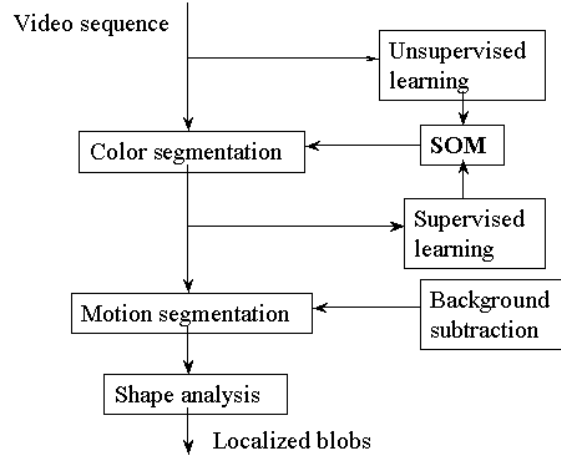 Video sequence
Unsupervised
learning
Color segmentation
SOM
Supervised
learning
Motion segmentation
Background
subtraction
Shape analysis
Localized blobs